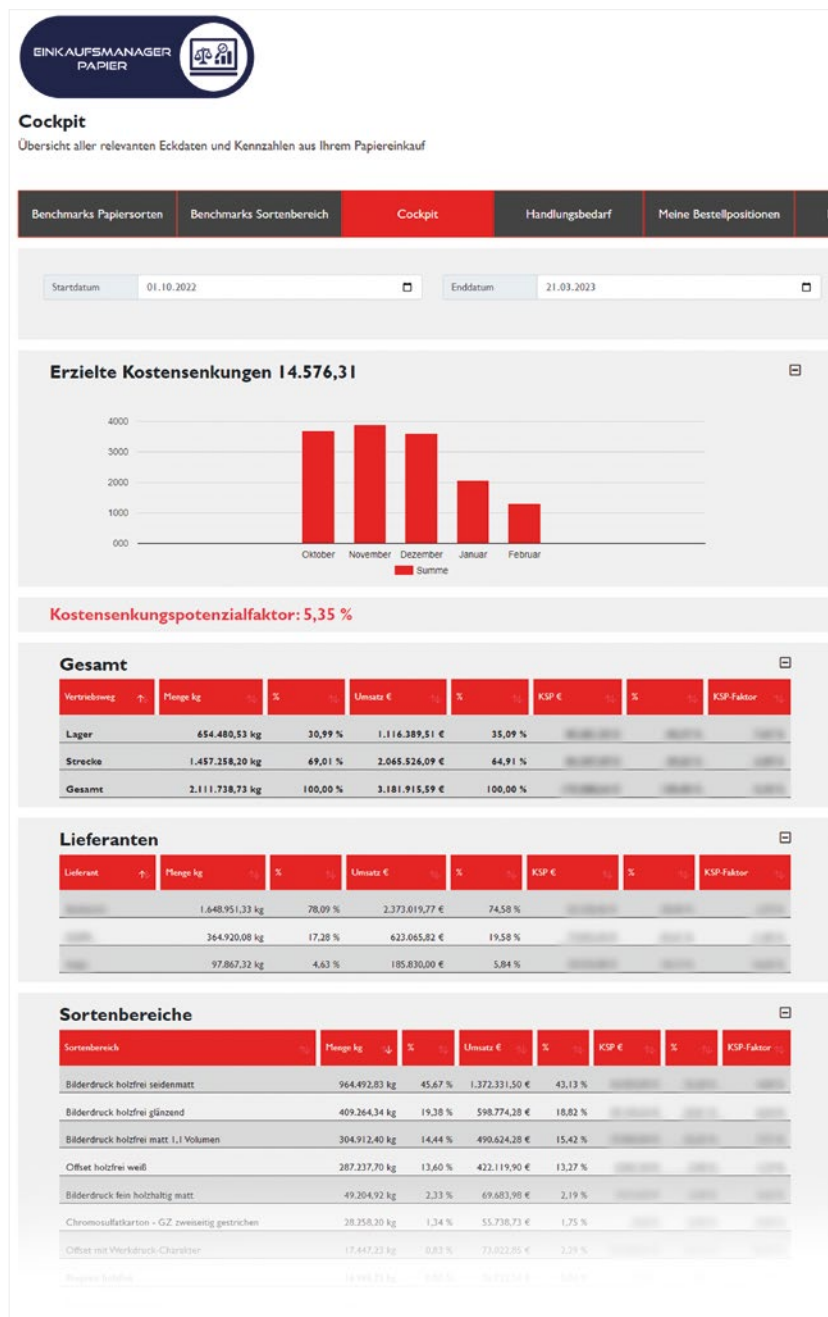 EINKAUFSMANAGER
PAPIER
Cockpit
Übersicht aller relevanten Eckdaten und Kennzahlen aus Ihrem Papiereinkauf
Benchmarks Papiersorten Benchmarks Sortenbereich Cockpit Handlungsbedarf Meine Bestellpositionen
Startdatum 01.10.2022 Enddatum 21.03.2023
Erzielte Kostensenkungen 14.576,31
4000
3000
2000
1000
000
Oktober November Dezember Januar Februar
Summe
Kostensenkungspotenzialfaktor: 5,35 %
Gesamt
Vertriebsweg Menge kg % Umsatz € % KSP € % KSP-Faktor
Lager 654.480,53 kg 30,99 % 1.116.389,51 € 35,09 %
Strecke 1.457.258,20 kg 69,01 % 2.065.526,09 € 64,91 %
Gesamt 2.111.738,73 kg 100,00 % 3.181.915,59 € 100,00 %
Lieferanten
Lieferant Menge kg % Umsatz € % KSP € % KSP-Faktor
1.648.951,33 kg 78,09 % 2.373.019,77 € 74,58 %
364.920,08 kg 17,28 % 623.065,82 € 19,58 %
97.867,32 kg 4,63 % 185.830,00 € 5,84 %
Sortenbereiche
Sortenbereich Menge kg % Umsatz € % KSP € % KSP-Faktor
Bilderdruck holzfrei seidenmatt 964.492,83 kg 45,67 % 1.372.331,50 € 43,13 %
Bilderdruck holzfrei glänzend 409.264,34 kg 19,38 % 598.774,28 € 18,82 %
Bilderdruck holzfrei matt 1,1 Volumen 304.912,40 kg 14,44 % 490.624,28 € 15,42 %
Offset holzfrei weiß 287.237,70 kg 13,60 % 422.119,90 € 13,27 %
Bilderdruck fein holzhaltig matt 49.204,92 kg 2,33 % 69.683,98 € 2,19 %
Chromosulfatkarton - GZ zweiseitig gestrichen 28.258,20 kg 1,34 % 55.738,73 € 1,75 %
Offset mit Werkdruck-Charakter 17.447,23 kg 0,83 % 73.022,85 € 2,29 %